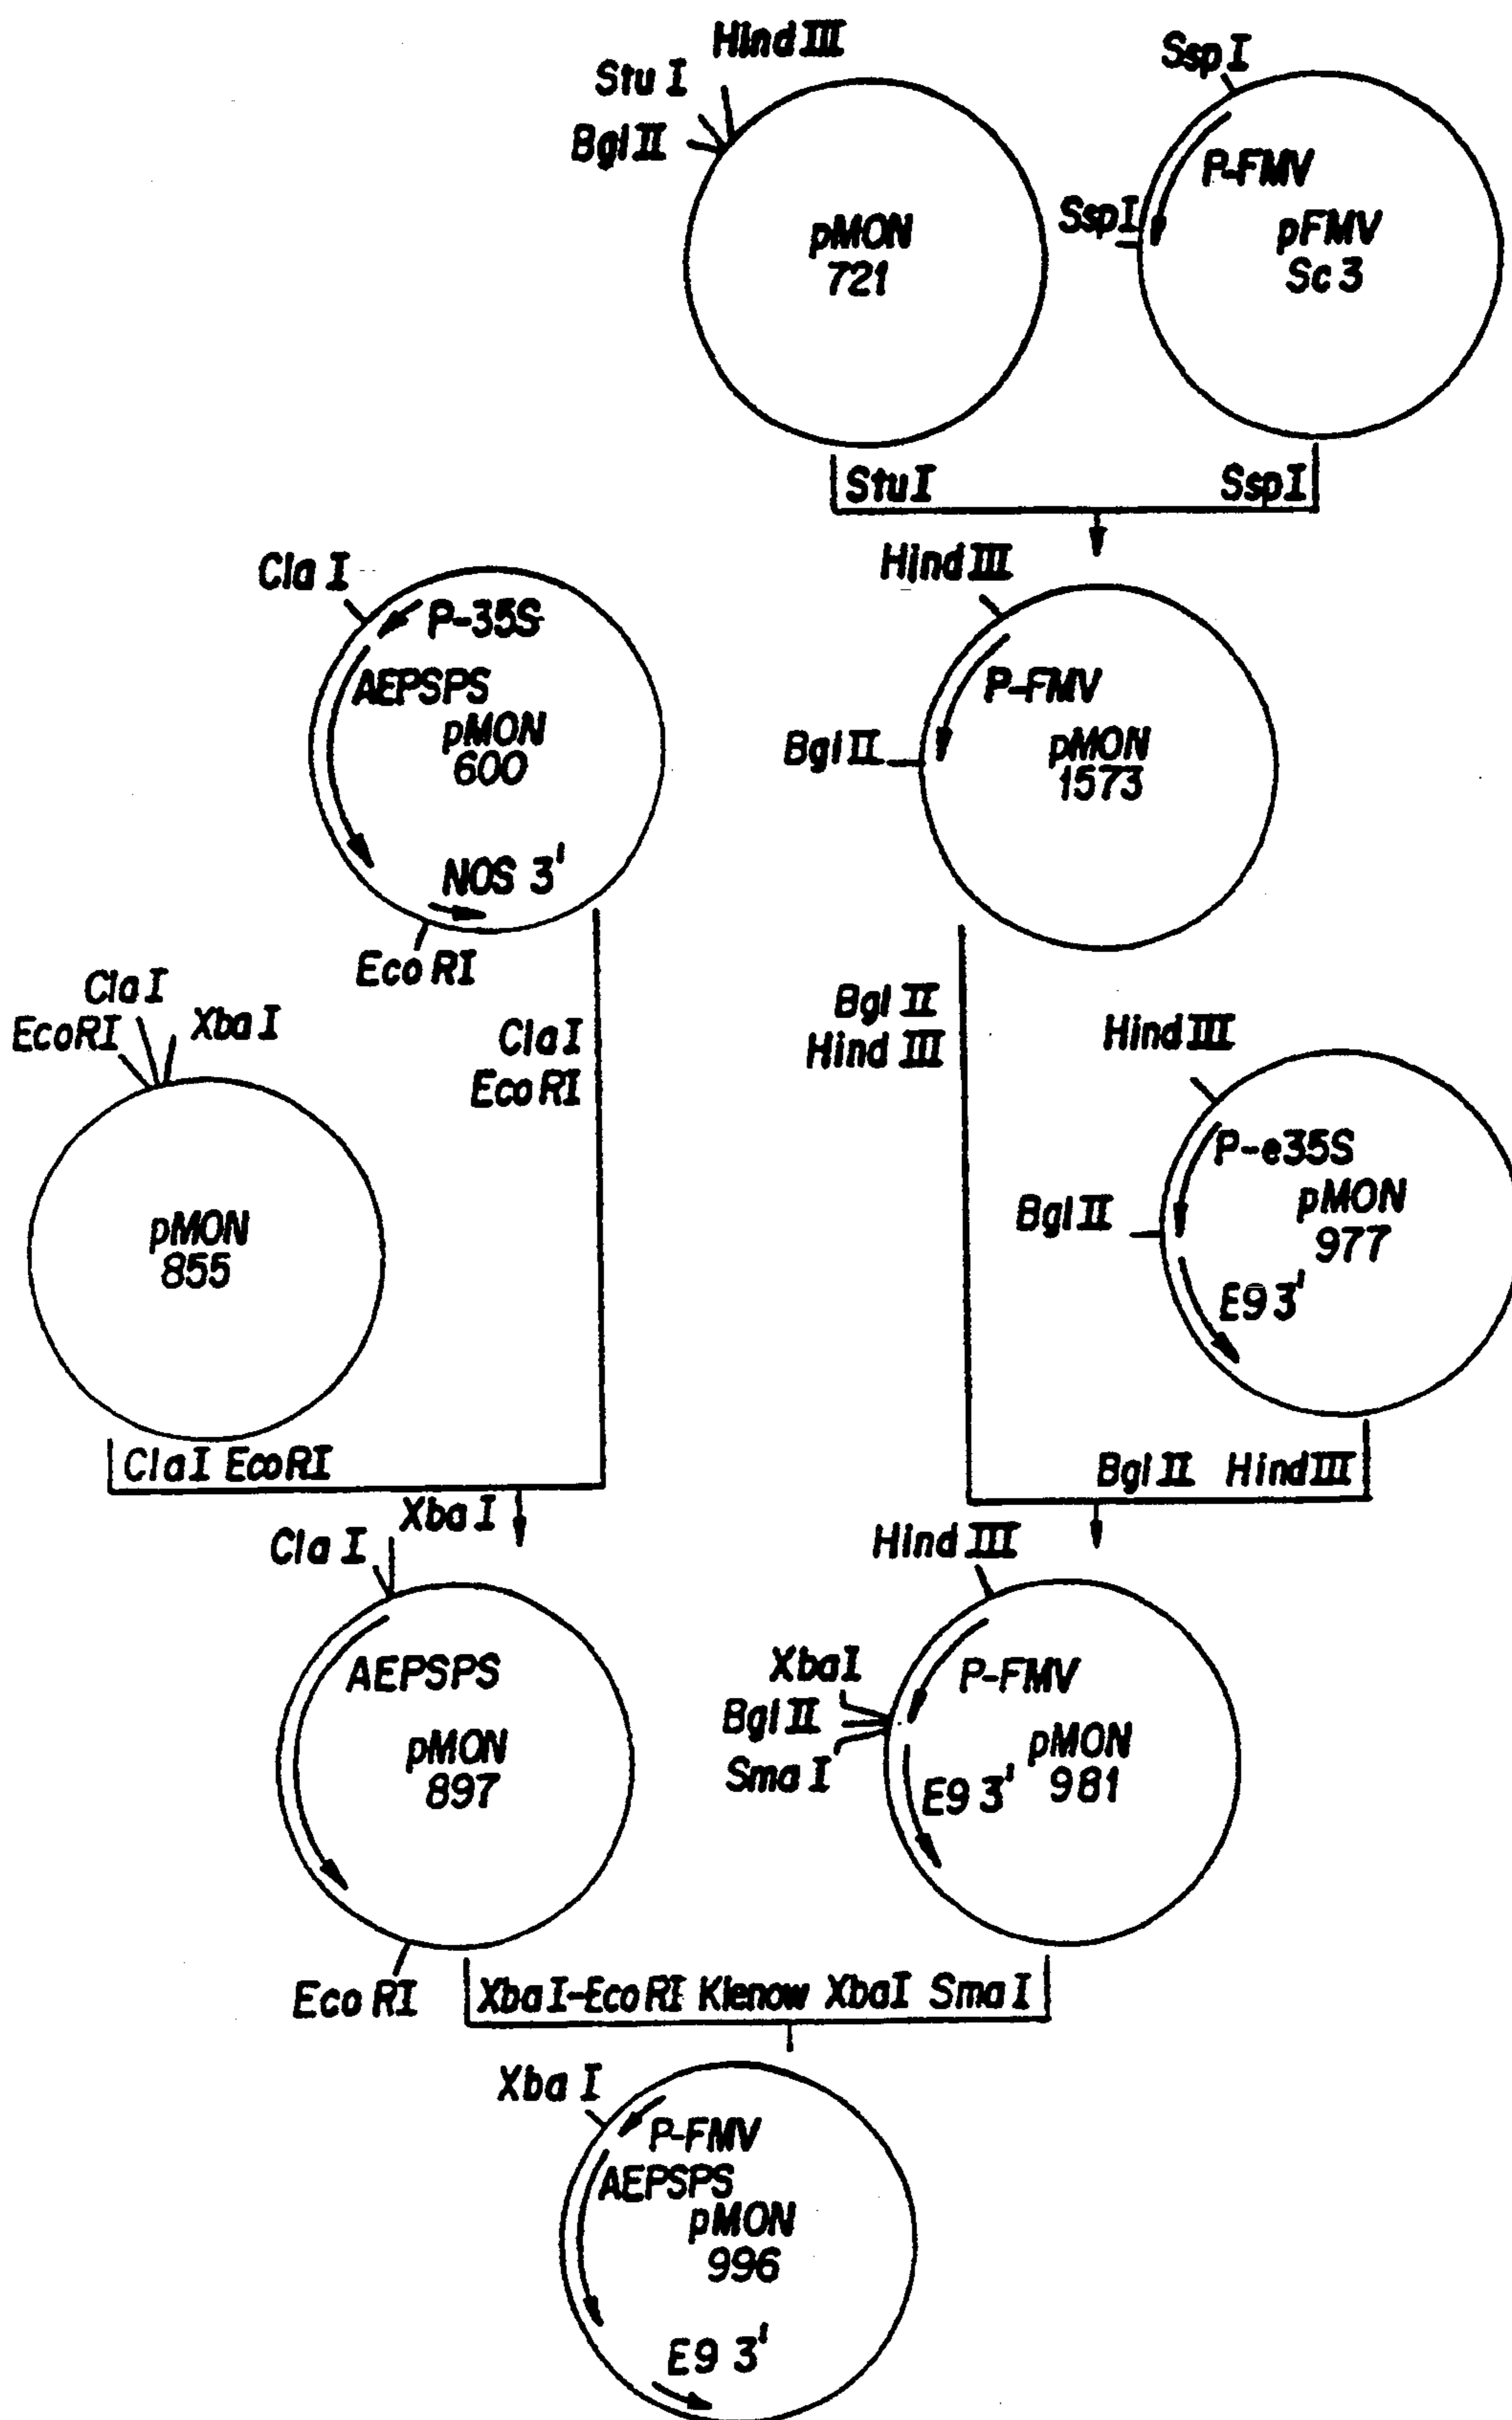 Hind III
Stu I
Bgl II
pMON
721
Ssp I
P-FMV
Ssp I
pFMV
Sc 3
Stu I
Ssp I
Cla I
P-35S
AEPSPS
pMON
600
NOS 3'
Eco RI
Hind III
P-FMV
Bgl II
pMON
1573
Cla I
EcoRI
Xba I
pMON
855
Cla I
Eco RI
Cla I EcoRI
Bgl II
Hind III
Hind III
P-e35S
Bgl II
pMON
977
E9 3'
Bgl II Hind III
Xba I
Cla I
AEPSPS
pMON
897
Eco RI
Hind III
Xba I
Bgl II
Sma I
P-FMV
pMON
981
E9 3'
Xba I-Eco RI Klenow Xba I Sma I
Xba I
P-FMV
AEPSPS
pMON
996
E9 3'